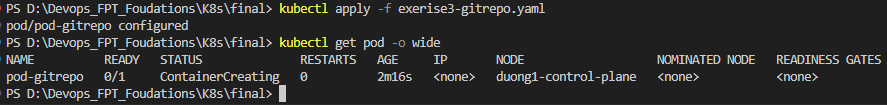 PS D:\Devops_FPT_Foudations\K8s\final> kubectl apply -f exerise3-gitrepo.yaml
pod/pod-gitrepo configured
PS D:\Devops_FPT_Foudations\K8s\final> kubectl get pod -o wide
NAME READY STATUS RESTARTS AGE IP NODE NOMINATED NODE READINESS GATES
pod-gitrepo 0/1 ContainerCreating 0 2m16s <none> duong1-control-plane <none> <none>
PS D:\Devops_FPT_Foudations\K8s\final>